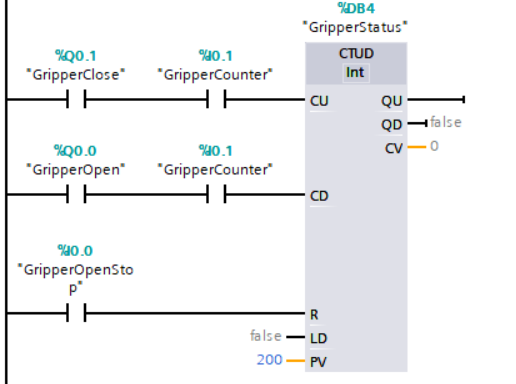 %DB4
"GripperStatus"
%Q0.1
"GripperClose"
%I0.1
"GripperCounter"
CTUD
Int
CU
QU
QD
false
CV
0
%Q0.0
"GripperOpen"
%I0.1
"GripperCounter"
CD
%I0.0
"GripperOpenSto
p"
R
false
LD
200
PV